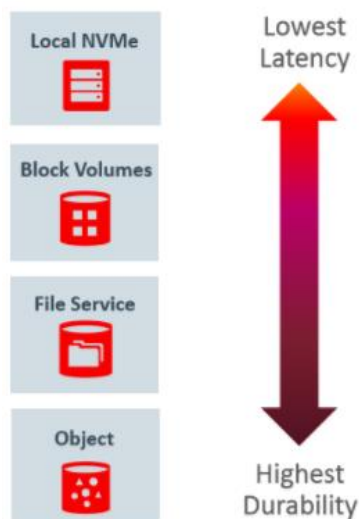 Local NVMe
Lowest
Latency
Block Volumes
File Service
Object
Highest
Durability